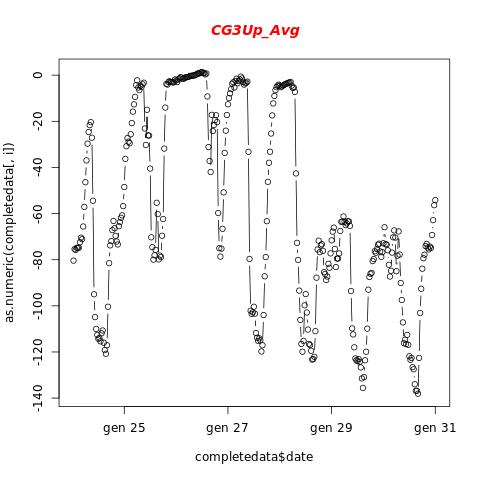 CG3Up_Avg
as.numeric(completedata[, i])
0
-20
-40
-60
-80
-100
-120
-140
gen 25
gen 27
gen 29
gen 31
completedata$date